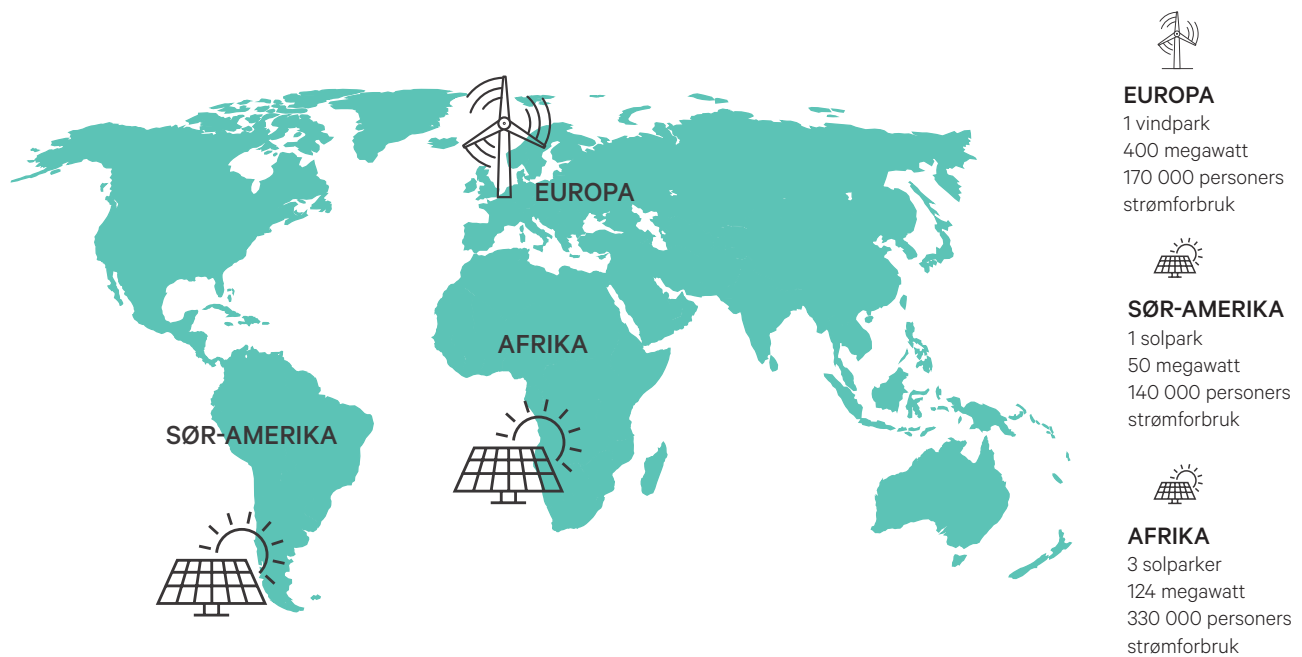 EUROPA
AFRIKA
SØR-AMERIKA
EUROPA
1 vindpark
400 megawatt
170 000 personers
strømforbruk
SØR-AMERIKA
1 solpark
50 megawatt
140 000 personers
strømforbruk
AFRIKA
3 solparker
124 megawatt
330 000 personers
strømforbruk